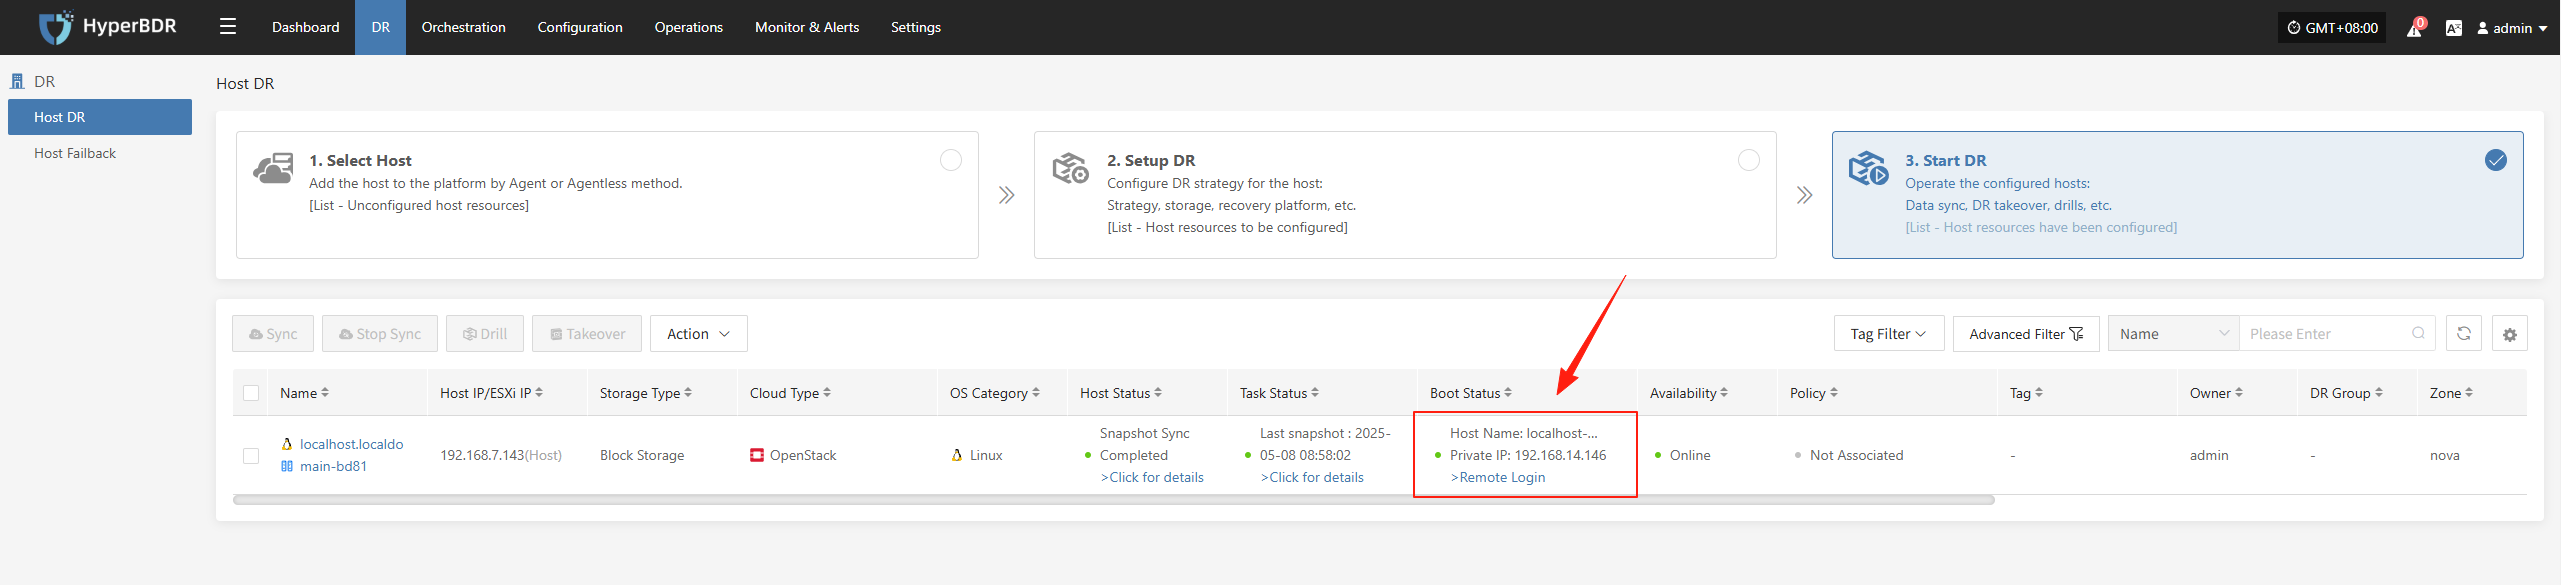 HyperBDR
Dashboard
DR
Orchestration
Configuration
Operations
Monitor & Alerts
Settings
GMT+08:00
0
admin
DR
Host DR
Host Failback
Host DR
1. Select Host
Add the host to the platform by Agent or Agentless method.
[List - Unconfigured host resources]
2. Setup DR
Configure DR strategy for the host:
Strategy, storage, recovery platform, etc.
[List - Host resources to be configured]
3. Start DR
Operate the configured hosts:
Data sync, DR takeover, drills, etc.
[List - Host resources have been configured]
Sync
Stop Sync
Drill
Takeover
Action
Tag Filter
Advanced Filter
Name
Please Enter
Name
Host IP/ESXi IP
Storage Type
Cloud Type
OS Category
Host Status
Task Status
Boot Status
Availability
Policy
Tag
Owner
DR Group
Zone
localhost.localdo
main-bd81
192.168.7.143(Host)
Block Storage
OpenStack
Linux
Snapshot Sync
Completed
>Click for details
Last snapshot : 2025-
05-08 08:58:02
>Click for details
Host Name: localhost-...
Private IP: 192.168.14.146
>Remote Login
Online
Not Associated
-
admin
-
nova